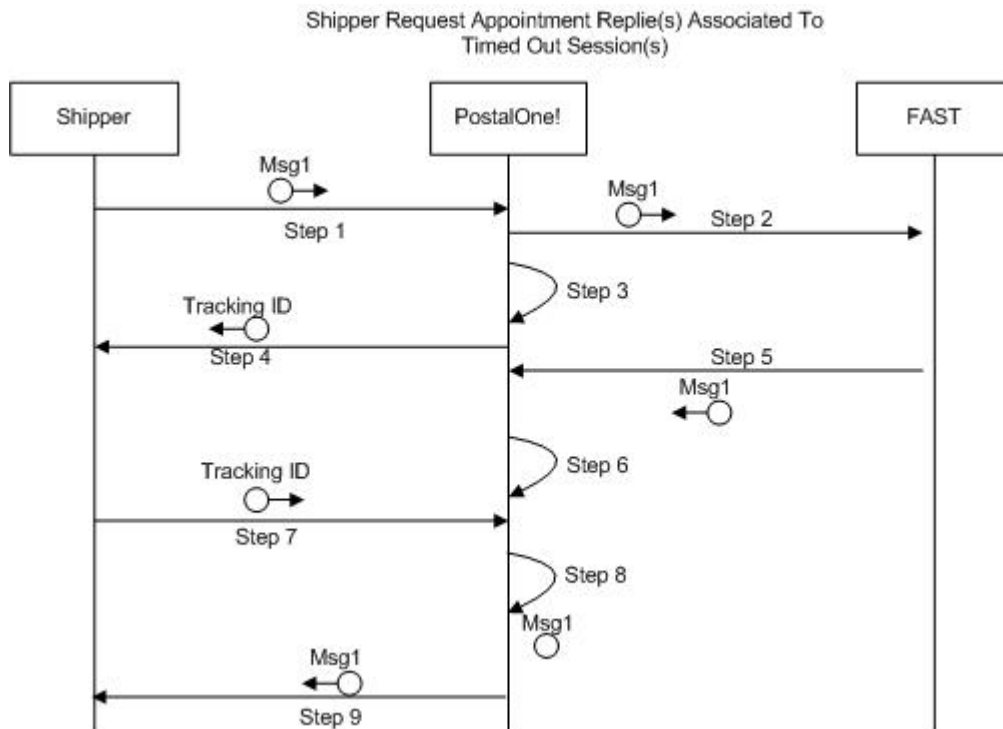 Shipper Request Appointment Replie(s) Associated To
Timed Out Session(s)
Shipper
PostalOne!
FAST
Msg1
Step 1
Msg1
Step 2
Step 3
Tracking ID
Step 4
Step 5
Msg1
Step 6
Tracking ID
Step 7
Step 8
Msg1
Msg1
Step 9